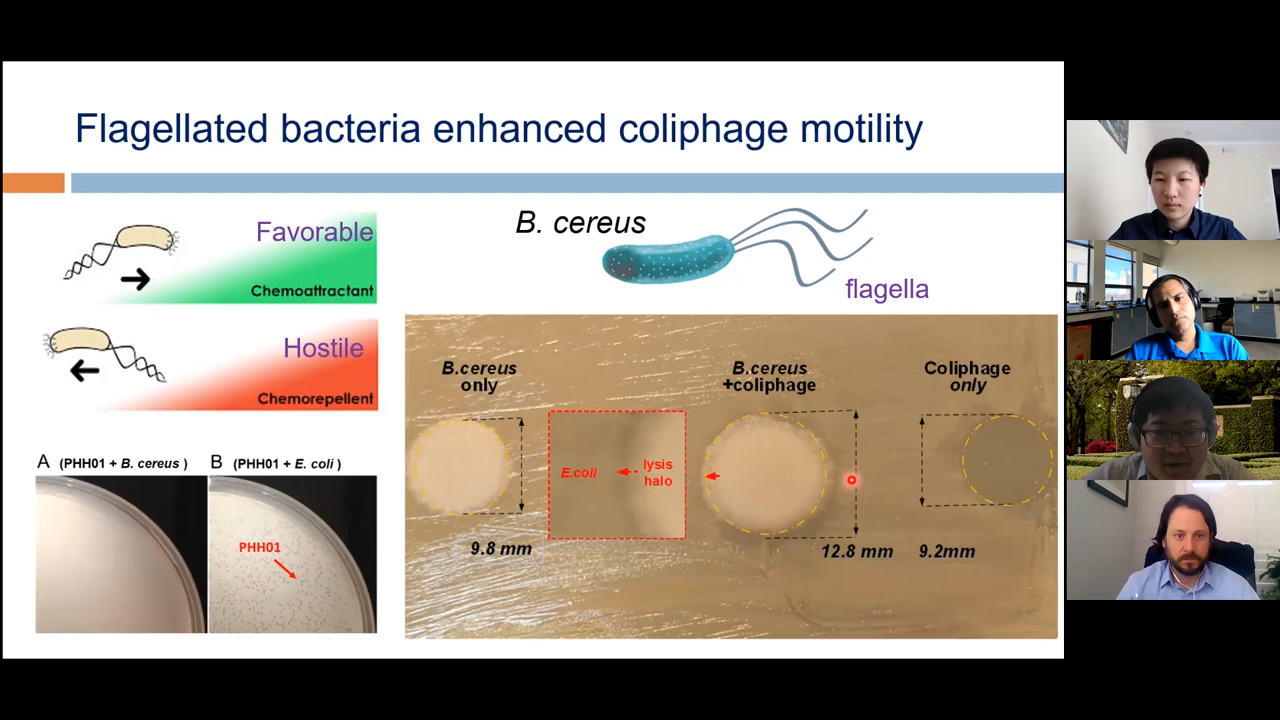 Flagellated bacteria enhanced coliphage motility
Favorable
Chemoattractant
Hostile
Chemorepellent
B. cereus
flagella
A (PHH01 + B. cereus )
B (PHH01 + E. coli )
PHH01
B.cereus
only
9.8 mm
E.coli
lysis
halo
B.cereus
+coliphage
12.8 mm
Coliphage
only
9.2mm